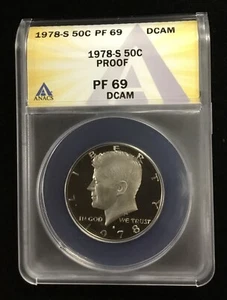 1978-S 50C PF 69 DCAM
1978-S 50C
PROOF
PF 69
DCAM
ANACS
LIBERTY
IN GOD WE TRUST
S
1978